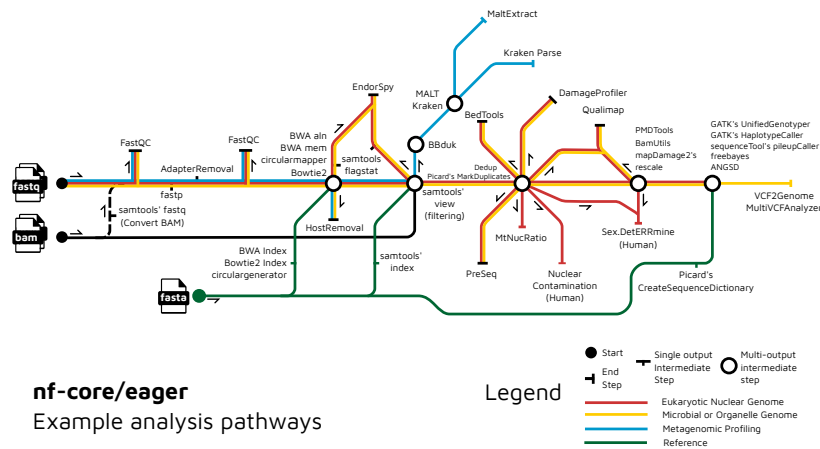 MaltExtract
Kraken Parse
EndorSpy
MALT
Kraken
DamageProfiler
BedTools
Qualimap
FastQC
FastQC
BWA aln
BWA mem
circularmapper
Bowtie2
samtools
flagstat
BBduk
PMDTools
BamUtils
mapDamage2's
rescale
GATK's UnifiedGenotyper
GATK's HaplotypeCaller
sequenceTool's pileupCaller
freebayes
ANGSD
AdapterRemoval
Dedup
Picard's MarkDuplicates
fastq
fastp
samtools'
view
(filtering)
VCF2Genome
MultiVCFAnalyzer
samtools' fastq
(Convert BAM)
bam
HostRemoval
MtNucRatio
Sex.DetERRmine
(Human)
BWA Index
Bowtie2 Index
circulargenerator
samtools'
index
PreSeq
Nuclear
Contamination
(Human)
Picard's
CreateSequenceDictionary
fasta
nf-core/eager
Example analysis pathways
Legend
Start
End
Step
Single output
Intermediate
Step
Multi-output
intermediate
step
Eukaryotic Nuclear Genome
Microbial or Organelle Genome
Metagenomic Profiling
Reference